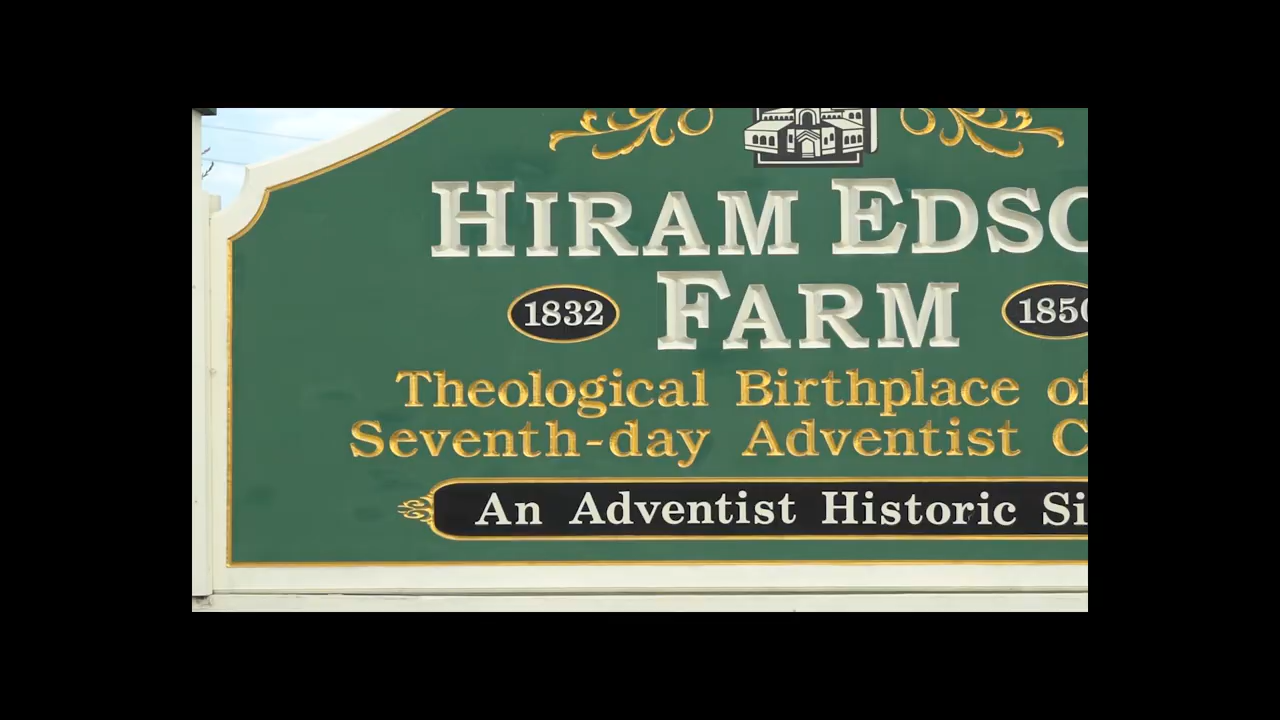 HIRAM EDSO
1832 FARM 1850
Theological Birthplace of
Seventh-day Adventist C
An Adventist Historic Si